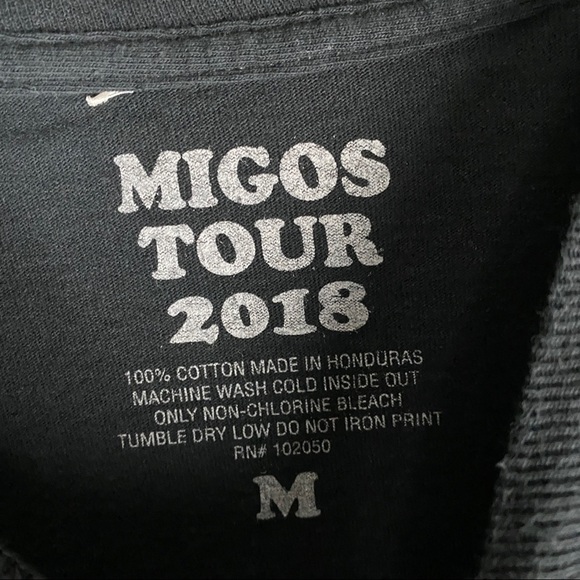 MIGOS
TOUR
2018
100% COTTON MADE IN HONDURAS
MACHINE WASH COLD INSIDE OUT
ONLY NON-CHLORINE BLEACH
TUMBLE DRY LOW DO NOT IRON PRINT
RN# 102050
M